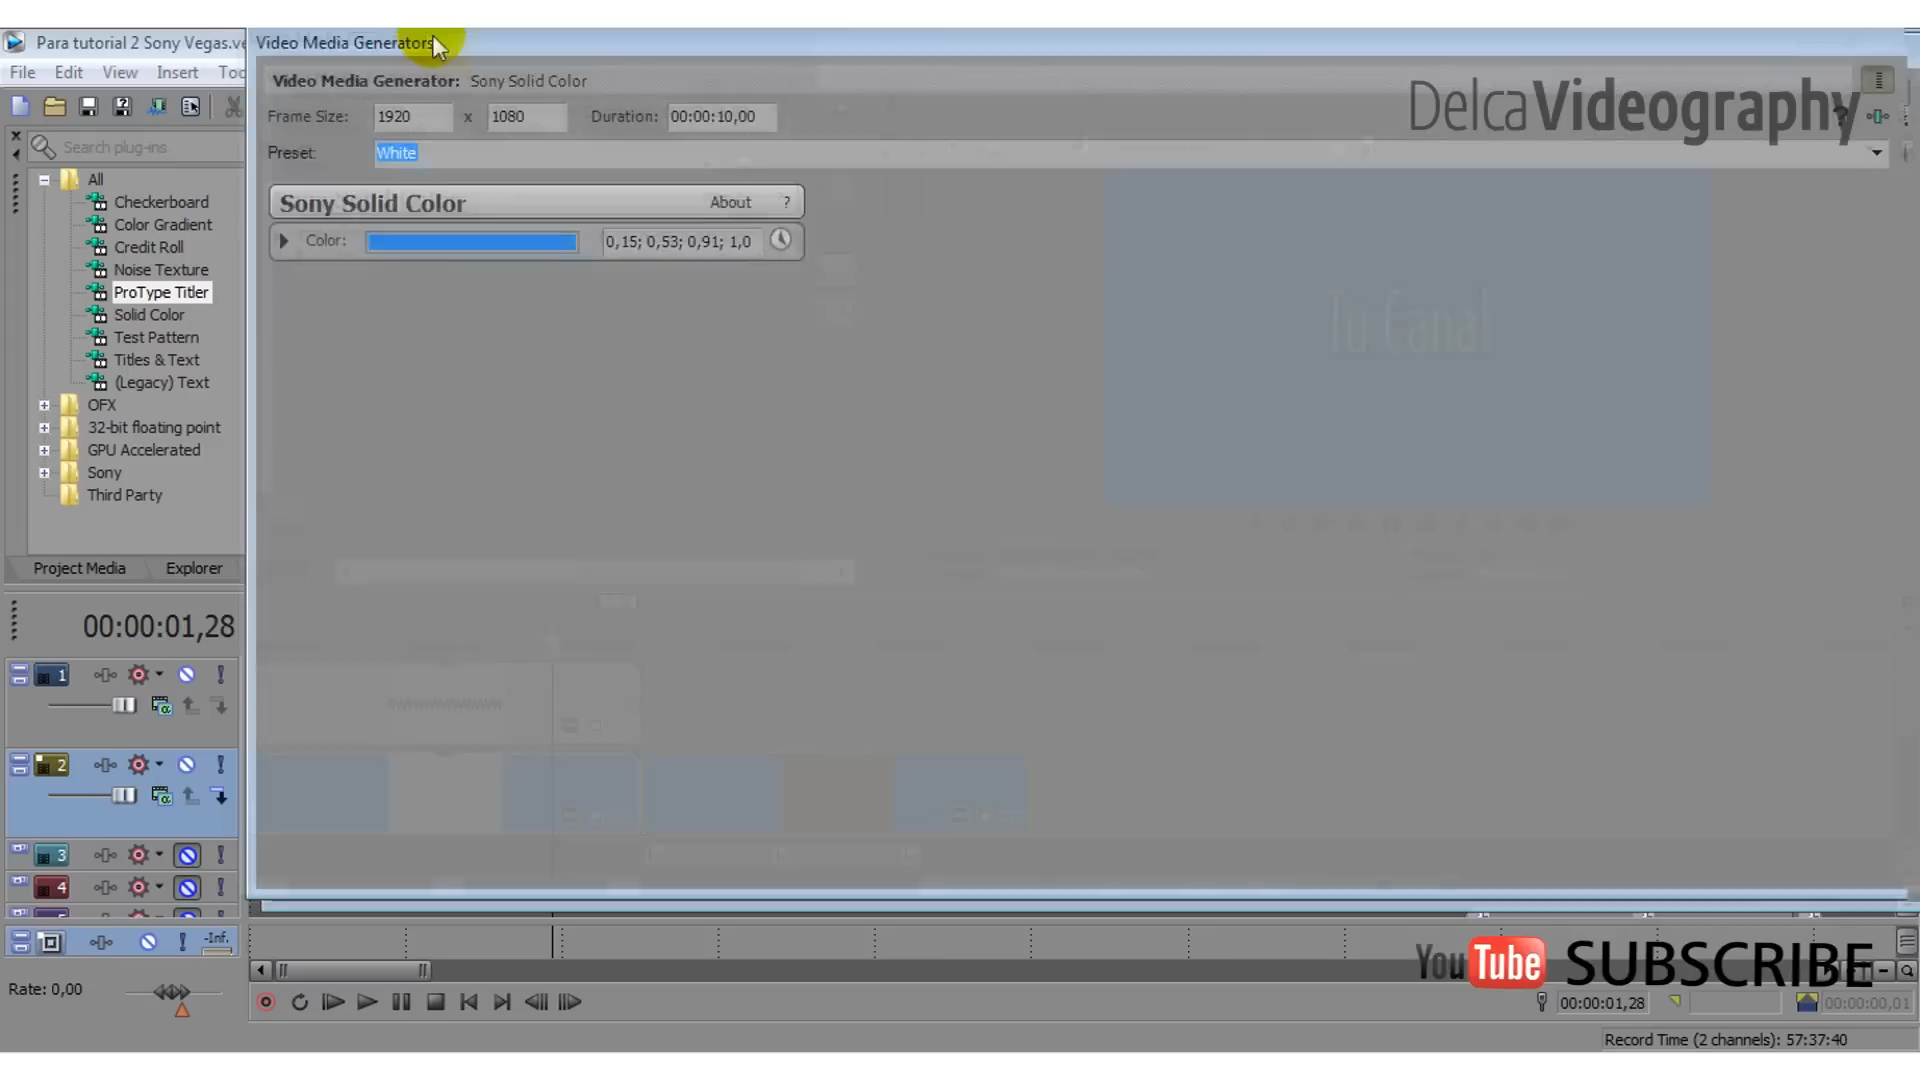 Para tutorial 2 Sony Vegas.ve
Video Media Generators
File Edit View Insert Too
Video Media Generator: Sony Solid Color
DelcaVideography
Frame Size: 1920 x 1080 Duration: 00:00:10,00
Preset: White
Search plug-ins
All
Checkerboard
Color Gradient
Credit Roll
Noise Texture
ProType Titler
Solid Color
Test Pattern
Titles & Text
(Legacy) Text
OFX
32-bit floating point
GPU Accelerated
Sony
Third Party
Sony Solid Color About ?
Color: 0,15; 0,53; 0,91; 1,0
Tu Canal
Project Media Explorer
00:00:01,28
1
2
3
4
-Inf.
Rate: 0,00
YouTube SUBSCRIBE
00:00:01,28
00:00:00,01
Record Time (2 channels): 57:37:40